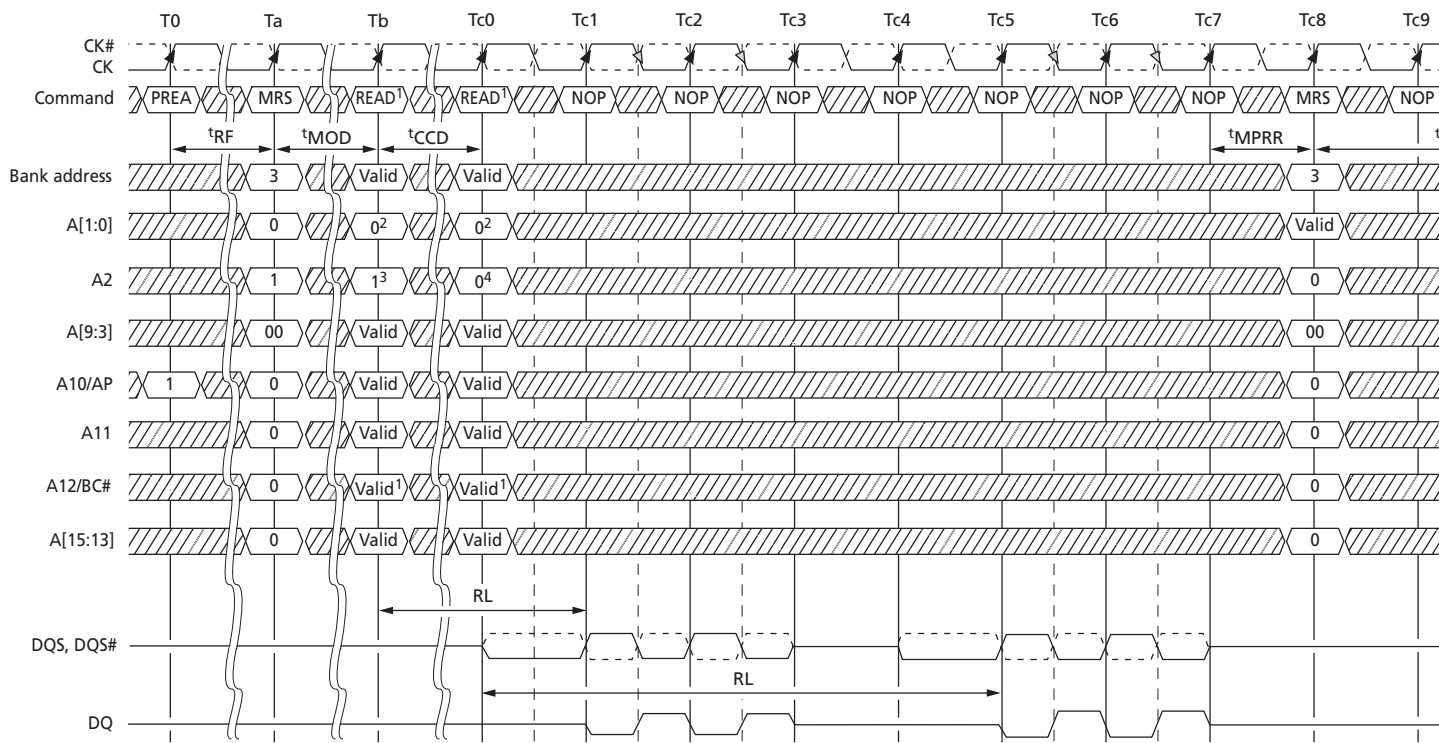 T0 Ta Tb Tc0 Tc1 Tc2 Tc3 Tc4 Tc5 Tc6 Tc7 Tc8 Tc9
CK#
CK
Command PREA MRS READ1 READ1 NOP NOP NOP NOP NOP NOP NOP MRS NOP
tRF tMOD tCCD tMPRR t
Bank address 3 Valid Valid 3
A[1:0] 0 02 02 Valid
A2 1 13 04 0
A[9:3] 00 Valid Valid 00
A10/AP 1 0 Valid Valid 0
A11 0 Valid Valid 0
A12/BC# 0 Valid1 Valid1 0
A[15:13] 0 Valid Valid 0
RL
DQS, DQS#
RL
DQ